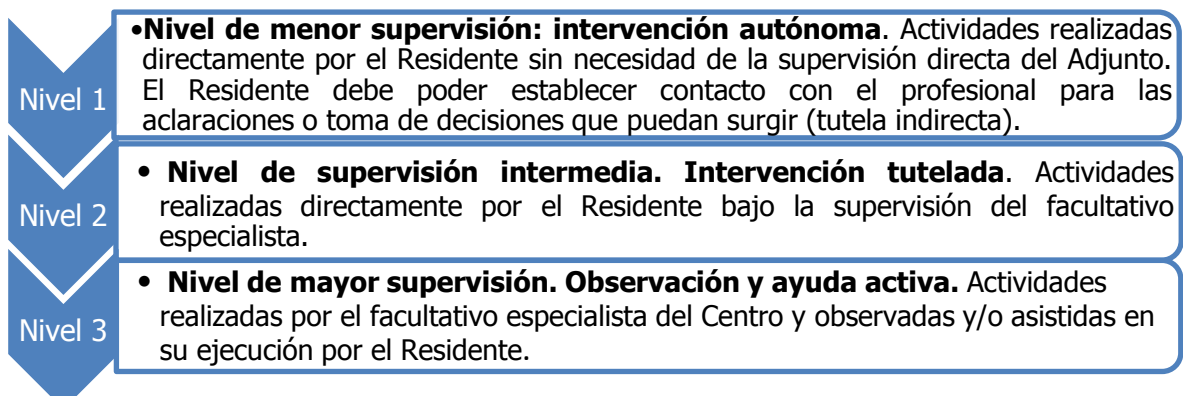 Nivel 1
•Nivel de menor supervisión: intervención autónoma. Actividades realizadas
directamente por el Residente sin necesidad de la supervisión directa del Adjunto.
El Residente debe poder establecer contacto con el profesional para las
aclaraciones o toma de decisiones que puedan surgir (tutela indirecta).
Nivel 2
• Nivel de supervisión intermedia. Intervención tutelada. Actividades
realizadas directamente por el Residente bajo la supervisión del facultativo
especialista.
Nivel 3
• Nivel de mayor supervisión. Observación y ayuda activa. Actividades
realizadas por el facultativo especialista del Centro y observadas y/o asistidas en
su ejecución por el Residente.